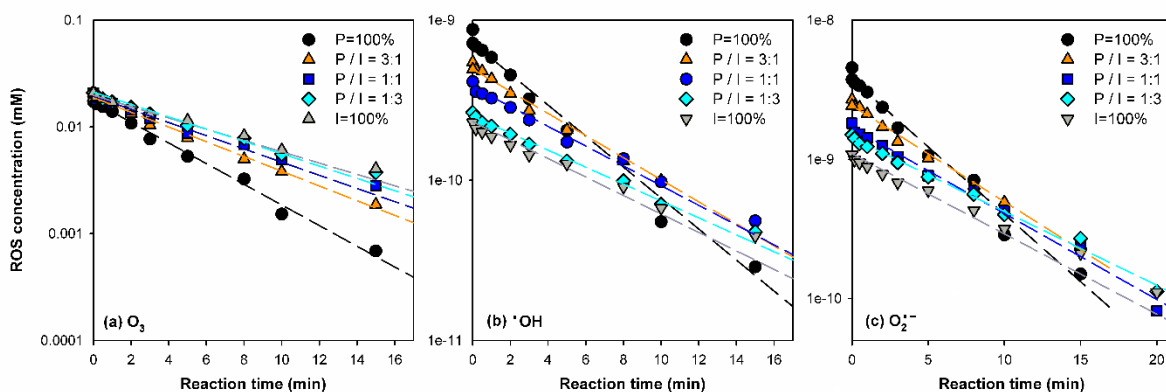 ROS concentration (mM)
0.1
0.01
0.001
0.0001
P=100%
P / I = 3:1
P / I = 1:1
P / I = 1:3
I=100%
(a) O₃
0 2 4 6 8 10 12 14 16
Reaction time (min)
1e-9
1e-10
1e-11
P=100%
P / I = 3:1
P / I = 1:1
P / I = 1:3
I=100%
(b) •OH
0 2 4 6 8 10 12 14 16
Reaction time (min)
1e-8
1e-9
1e-10
P=100%
P / I = 3:1
P / I = 1:1
P / I = 1:3
I=100%
(c) O₂•−
0 5 10 15 20
Reaction time (min)